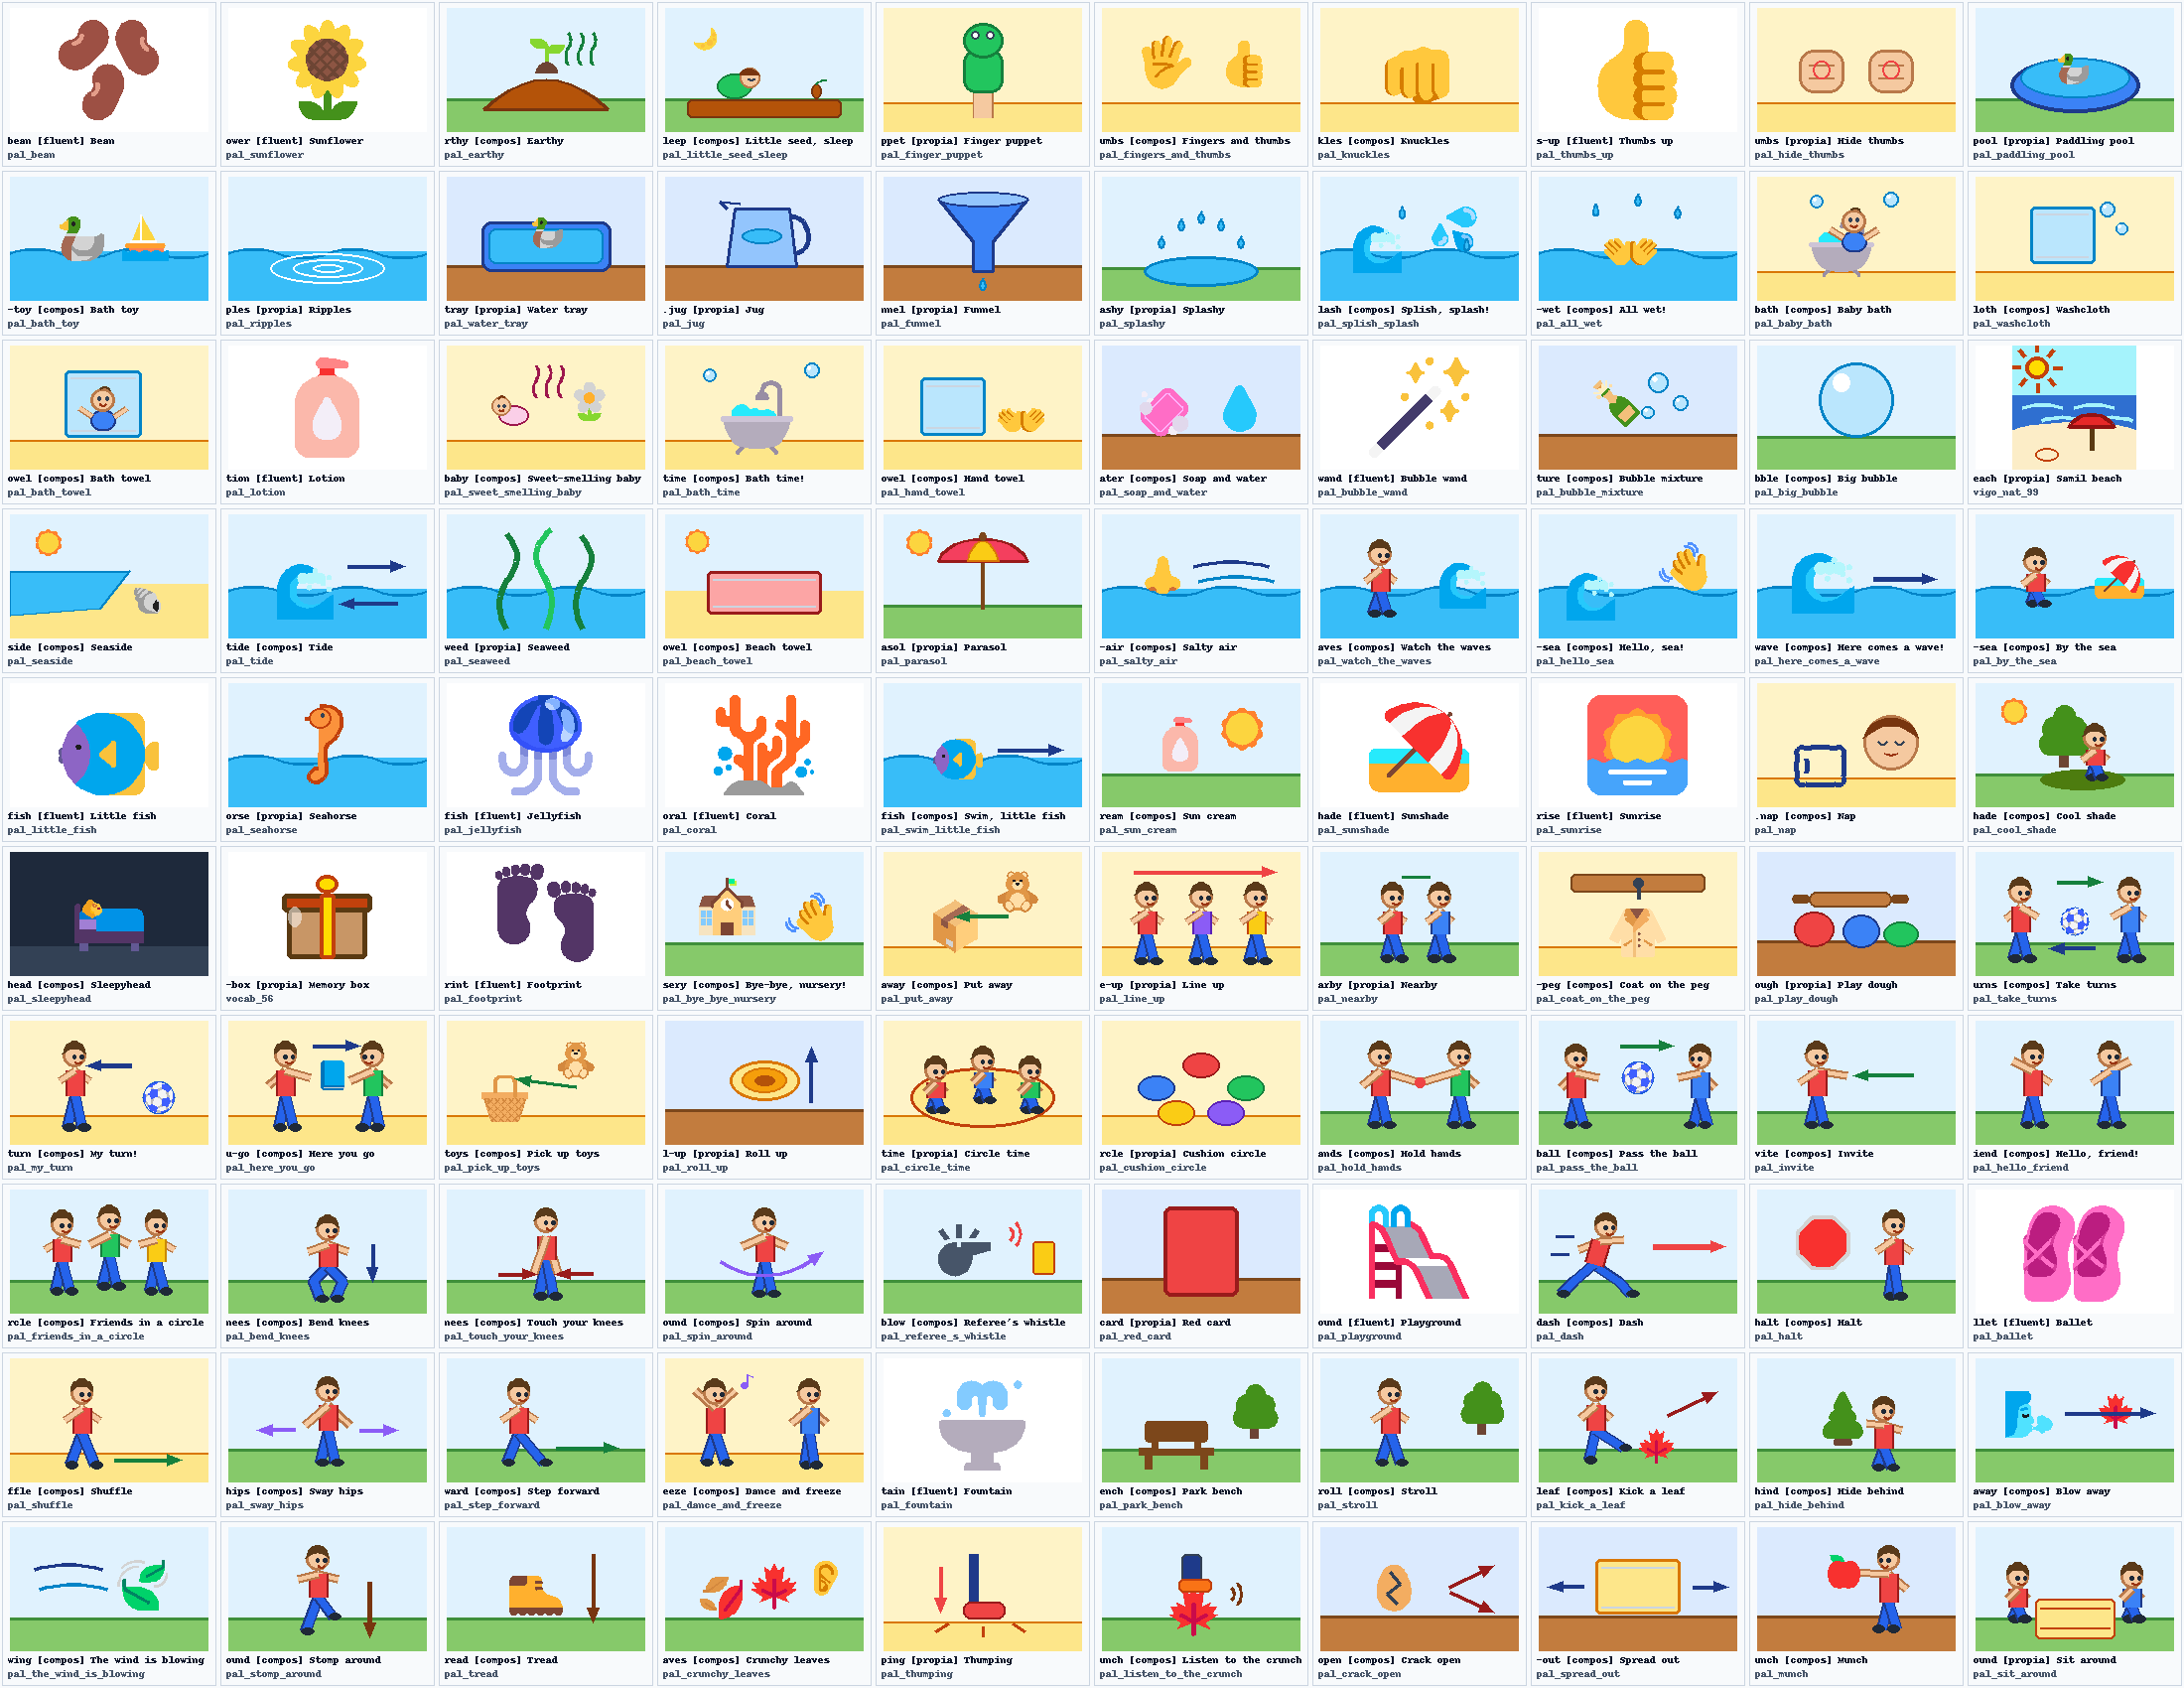 bean [fluent] Bean
pal_bean
ower [fluent] Sunflower
pal_sunflower
rthy [compos] Earthy
pal_earthy
leep [compos] Little seed, sleep
pal_little_seed_sleep
ppet [propia] Finger puppet
pal_finger_puppet
umbs [compos] Fingers and thumbs
pal_fingers_and_thumbs
kles [compos] Knuckles
pal_knuckles
s-up [fluent] Thumbs up
pal_thumbs_up
umbs [propia] Hide thumbs
pal_hide_thumbs
pool [propia] Paddling pool
pal_paddling_pool
-toy [compos] Bath toy
pal_bath_toy
ples [propia] Ripples
pal_ripples
tray [propia] Water tray
pal_water_tray
.jug [propia] Jug
pal_jug
nnel [propia] Funnel
pal_funnel
ashy [propia] Splashy
pal_splashy
lash [compos] Splish, splash!
pal_splish_splash
-wet [compos] All wet!
pal_all_wet
bath [compos] Baby bath
pal_baby_bath
loth [compos] Washcloth
pal_washcloth
owel [compos] Bath towel
pal_bath_towel
tion [fluent] Lotion
pal_lotion
baby [compos] Sweet-smelling baby
pal_sweet_smelling_baby
time [compos] Bath time!
pal_bath_time
owel [compos] Hand towel
pal_hand_towel
ater [compos] Soap and water
pal_soap_and_water
wand [fluent] Bubble wand
pal_bubble_wand
ture [compos] Bubble mixture
pal_bubble_mixture
bble [compos] Big bubble
pal_big_bubble
each [propia] Samil beach
vigo_nat_99
side [compos] Seaside
pal_seaside
tide [compos] Tide
pal_tide
weed [propia] Seaweed
pal_seaweed
owel [compos] Beach towel
pal_beach_towel
asol [propia] Parasol
pal_parasol
-air [compos] Salty air
pal_salty_air
aves [compos] Watch the waves
pal_watch_the_waves
-sea [compos] Hello, sea!
pal_hello_sea
wave [compos] Here comes a wave!
pal_here_comes_a_wave
-sea [compos] By the sea
pal_by_the_sea
fish [fluent] Little fish
pal_little_fish
orse [propia] Seahorse
pal_seahorse
fish [fluent] Jellyfish
pal_jellyfish
oral [fluent] Coral
pal_coral
fish [compos] Swim, little fish
pal_swim_little_fish
ream [compos] Sun cream
pal_sun_cream
hade [fluent] Sunshade
pal_sunshade
rise [fluent] Sunrise
pal_sunrise
.nap [compos] Nap
pal_nap
hade [compos] Cool shade
pal_cool_shade
head [compos] Sleepyhead
pal_sleepyhead
-box [propia] Memory box
vocab_56
rint [fluent] Footprint
pal_footprint
sery [compos] Bye-bye, nursery!
pal_bye_bye_nursery
away [compos] Put away
pal_put_away
e-up [propia] Line up
pal_line_up
arby [propia] Nearby
pal_nearby
-peg [compos] Coat on the peg
pal_coat_on_the_peg
ough [propia] Play dough
pal_play_dough
urns [compos] Take turns
pal_take_turns
turn [compos] My turn!
pal_my_turn
u-go [compos] Here you go
pal_here_you_go
toys [compos] Pick up toys
pal_pick_up_toys
l-up [propia] Roll up
pal_roll_up
time [propia] Circle time
pal_circle_time
rcle [propia] Cushion circle
pal_cushion_circle
ands [compos] Hold hands
pal_hold_hands
ball [compos] Pass the ball
pal_pass_the_ball
vite [compos] Invite
pal_invite
iend [compos] Hello, friend!
pal_hello_friend
rcle [compos] Friends in a circle
pal_friends_in_a_circle
nees [compos] Bend knees
pal_bend_knees
nees [compos] Touch your knees
pal_touch_your_knees
ound [compos] Spin around
pal_spin_around
blow [compos] Referee's whistle
pal_referee_s_whistle
card [propia] Red card
pal_red_card
ound [fluent] Playground
pal_playground
dash [compos] Dash
pal_dash
halt [compos] Halt
pal_halt
llet [fluent] Ballet
pal_ballet
ffle [compos] Shuffle
pal_shuffle
hips [compos] Sway hips
pal_sway_hips
ward [compos] Step forward
pal_step_forward
eeze [compos] Dance and freeze
pal_dance_and_freeze
tain [fluent] Fountain
pal_fountain
ench [compos] Park bench
pal_park_bench
roll [compos] Stroll
pal_stroll
leaf [compos] Kick a leaf
pal_kick_a_leaf
hind [compos] Hide behind
pal_hide_behind
away [compos] Blow away
pal_blow_away
wing [compos] The wind is blowing
pal_the_wind_is_blowing
ound [compos] Stomp around
pal_stomp_around
read [compos] Tread
pal_tread
aves [compos] Crunchy leaves
pal_crunchy_leaves
ping [propia] Thumping
pal_thumping
unch [compos] Listen to the crunch
pal_listen_to_the_crunch
open [compos] Crack open
pal_crack_open
-out [compos] Spread out
pal_spread_out
unch [compos] Munch
pal_munch
ound [propia] Sit around
pal_sit_around